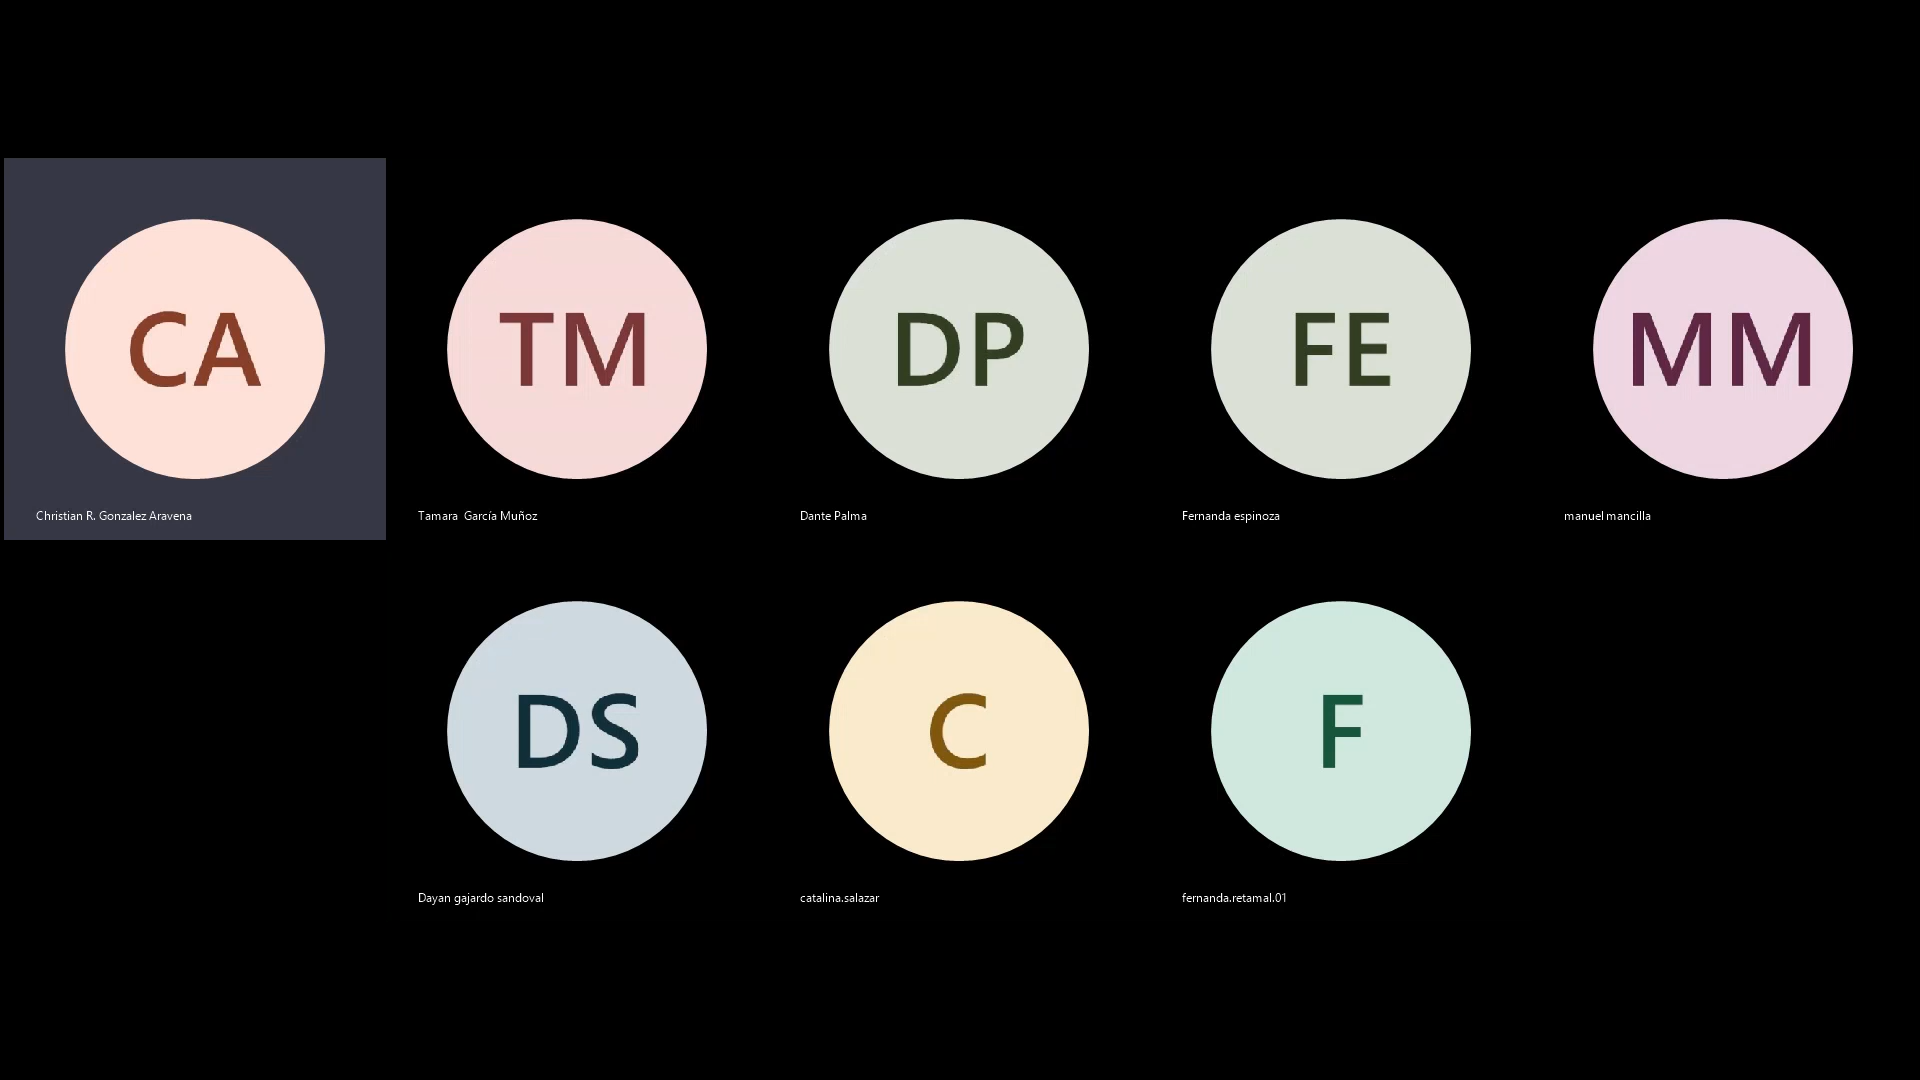 CA
TM
DP
FE
MM
Christian R. Gonzalez Aravena
Tamara  García Muñoz
Dante Palma
Fernanda espinoza
manuel mancilla
DS
C
F
Dayan gajardo sandoval
catalina.salazar
fernanda.retamal.01